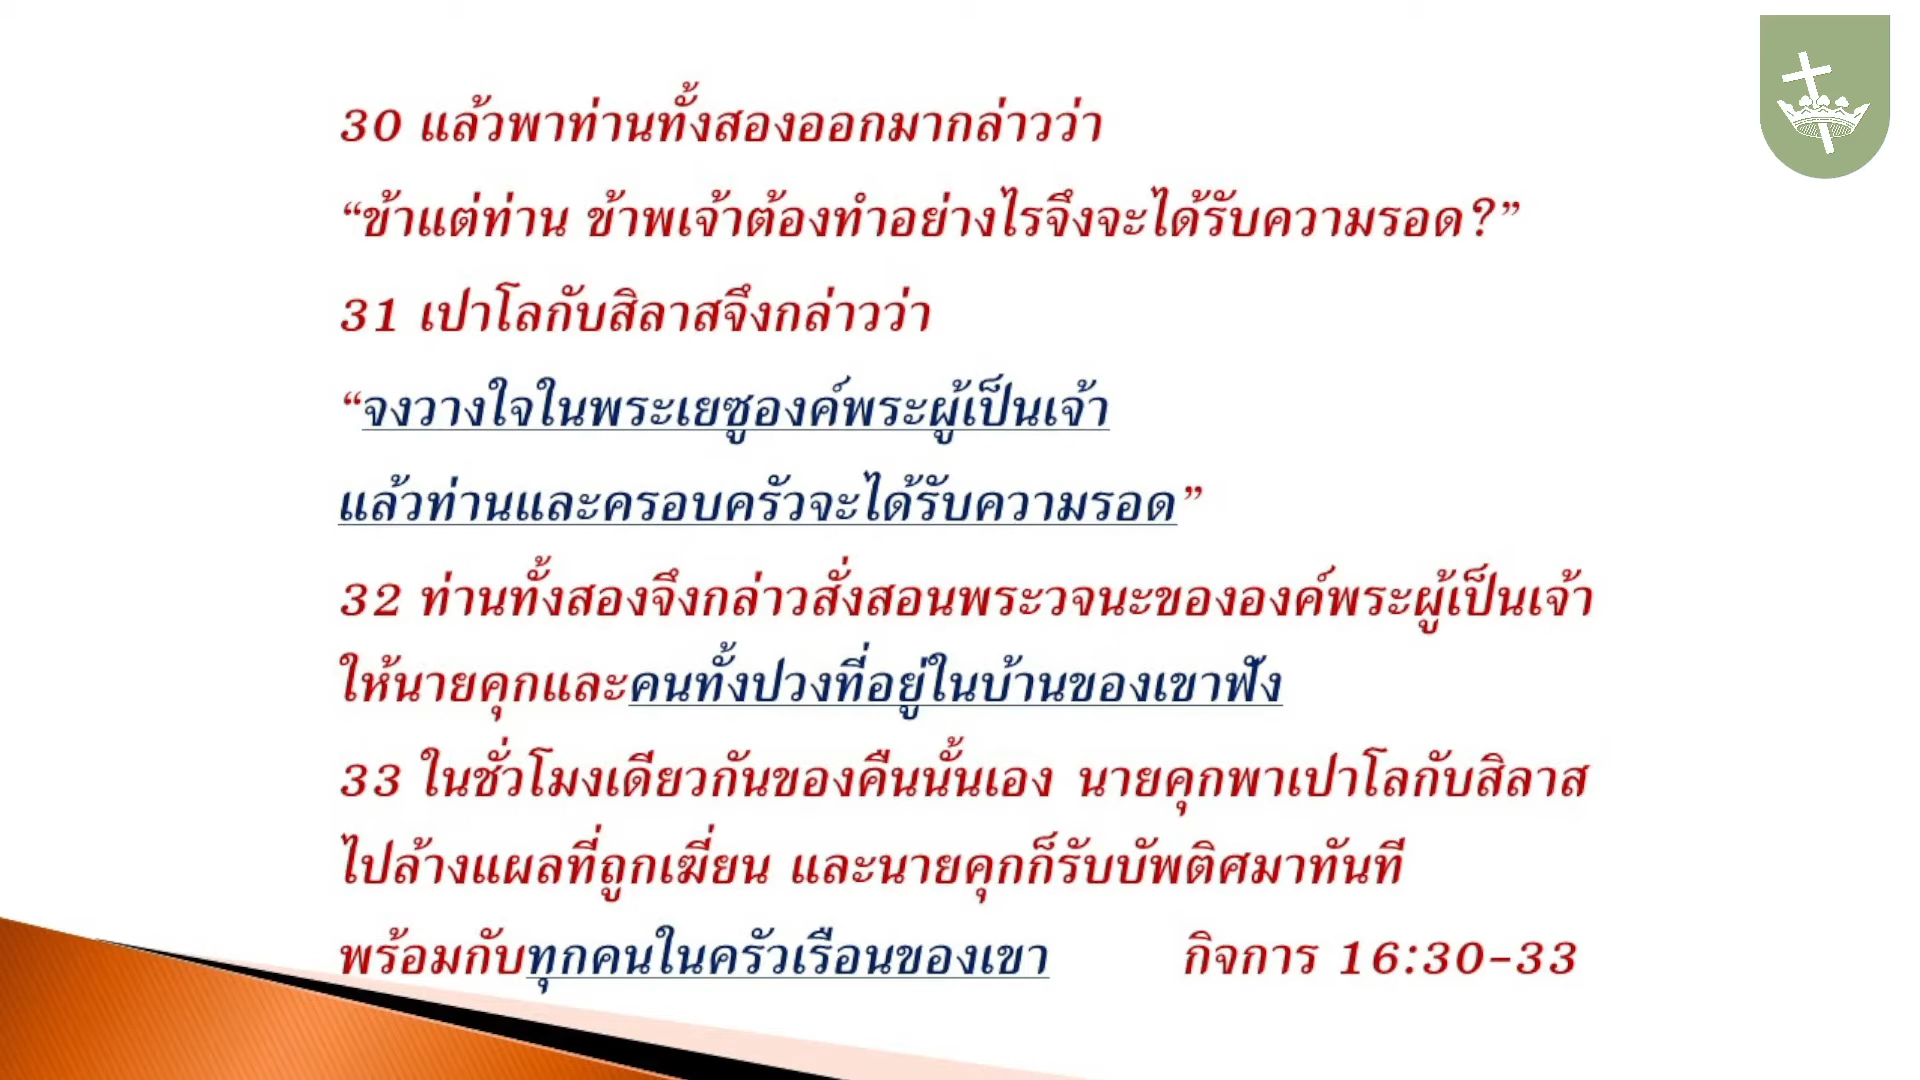 30 แล้วพาท่านทั้งสองออกมากล่าวว่า
“ข้าแต่ท่าน ข้าพเจ้าต้องทำอย่างไรจึงจะได้รับความรอด?”
31 เปาโลกับสิลาสจึงกล่าวว่า
“จงวางใจในพระเยซูองค์พระผู้เป็นเจ้า
แล้วท่านและครอบครัวจะได้รับความรอด”
32 ท่านทั้งสองจึงกล่าวสั่งสอนพระวจนะขององค์พระผู้เป็นเจ้า
ให้นายคุกและคนทั้งปวงที่อยู่ในบ้านของเขาฟัง
33 ในชั่วโมงเดียวกันของคืนนั้นเอง นายคุกพาเปาโลกับสิลาส
ไปล้างแผลที่ถูกเฆี่ยน และนายคุกก็รับบัพติศมาทันที
พร้อมกับทุกคนในครัวเรือนของเขา กิจการ 16:30-33